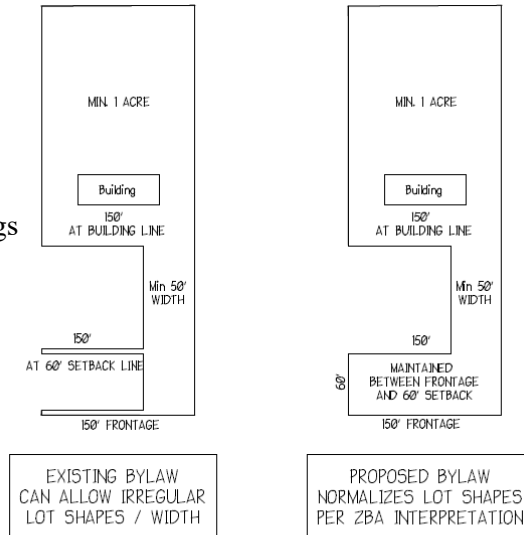 MIN. 1 ACRE
Building
150'
AT BUILDING LINE
gs
Min 50'
WIDTH
150'
AT 60' SETBACK LINE
150' FRONTAGE
EXISTING BYLAW
CAN ALLOW IRREGULAR
LOT SHAPES / WIDTH
MIN. 1 ACRE
Building
150'
AT BUILDING LINE
Min 50'
WIDTH
150'
60'
MAINTAINED
BETWEEN FRONTAGE
AND 60' SETBACK
150' FRONTAGE
PROPOSED BYLAW
NORMALIZES LOT SHAPES
PER ZBA INTERPRETATION